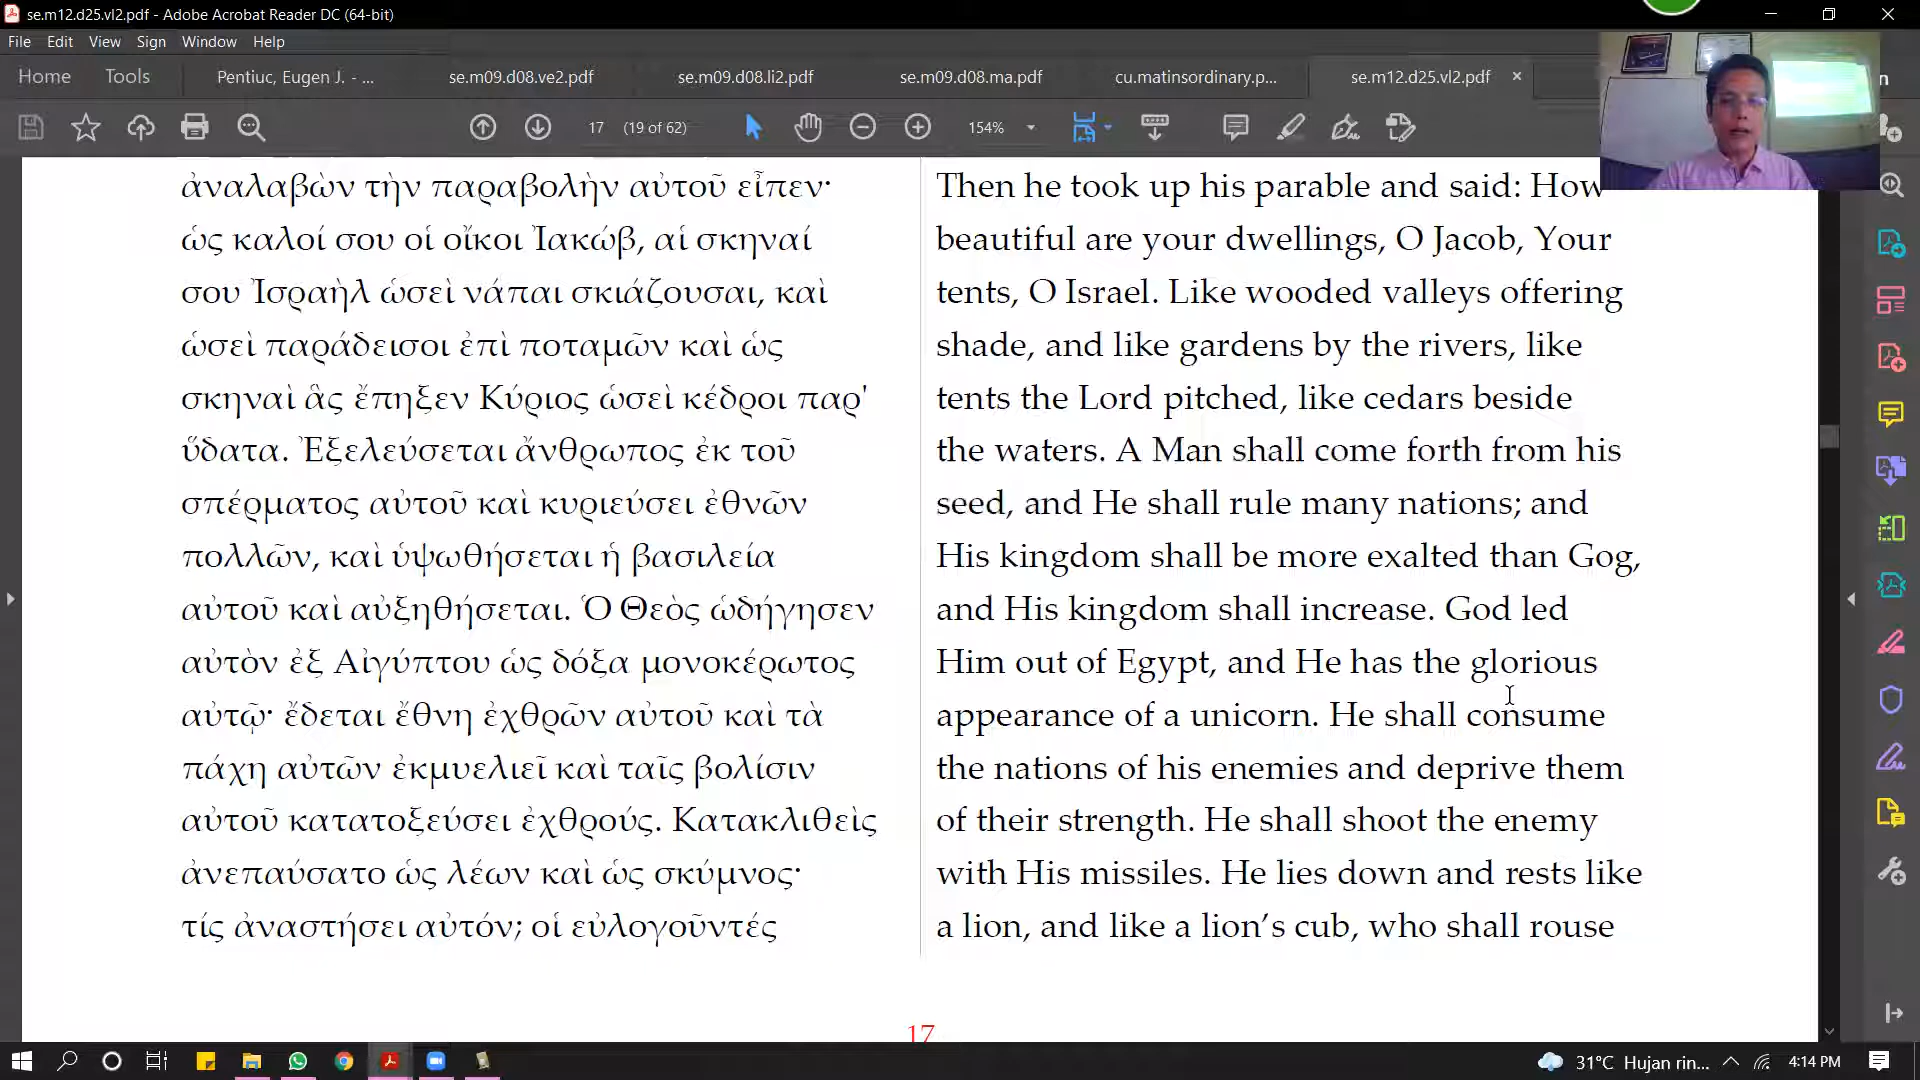 se.m12.d25.vl2.pdf - Adobe Acrobat Reader DC (64-bit)
File Edit View Sign Window Help
Home Tools Pentiuc, Eugen J. - ... se.m09.d08.ve2.pdf se.m09.d08.li2.pdf se.m09.d08.ma.pdf cu.matinsordinary.p... se.m12.d25.vl2.pdf
17 (19 of 62) 154%
ἀναλαβὼν τὴν παραβολὴν αὐτοῦ εἶπεν·
ὡς καλοί σου οἱ οἴκοι Ἰακώβ, αἱ σκηναί
σου Ἰσραὴλ ὡσεὶ νάπαι σκιάζουσαι, καὶ
ὡσεὶ παράδεισοι ἐπὶ ποταμῶν καὶ ὡς
σκηναὶ ἃς ἔπηξεν Κύριος ὡσεὶ κέδροι παρ'
ὕδατα. Ἐξελεύσεται ἄνθρωπος ἐκ τοῦ
σπέρματος αὐτοῦ καὶ κυριεύσει ἐθνῶν
πολλῶν, καὶ ὑψωθήσεται ἡ βασιλεία
αὐτοῦ καὶ αὐξηθήσεται. Ὁ Θεὸς ὡδήγησεν
αὐτὸν ἐξ Αἰγύπτου ὡς δόξα μονοκέρωτος
αὐτῷ· ἔδεται ἔθνη ἐχθρῶν αὐτοῦ καὶ τὰ
πάχη αὐτῶν ἐκμυελιεῖ καὶ ταῖς βολίσιν
αὐτοῦ κατατοξεύσει ἐχθρούς. Κατακλιθεὶς
ἀνεπαύσατο ὡς λέων καὶ ὡς σκύμνος·
τίς ἀναστήσει αὐτόν; οἱ εὐλογοῦντές
Then he took up his parable and said: How
beautiful are your dwellings, O Jacob, Your
tents, O Israel. Like wooded valleys offering
shade, and like gardens by the rivers, like
tents the Lord pitched, like cedars beside
the waters. A Man shall come forth from his
seed, and He shall rule many nations; and
His kingdom shall be more exalted than Gog,
and His kingdom shall increase. God led
Him out of Egypt, and He has the glorious
appearance of a unicorn. He shall consume
the nations of his enemies and deprive them
of their strength. He shall shoot the enemy
with His missiles. He lies down and rests like
a lion, and like a lion’s cub, who shall rouse
17
31°C Hujan rin... 4:14 PM